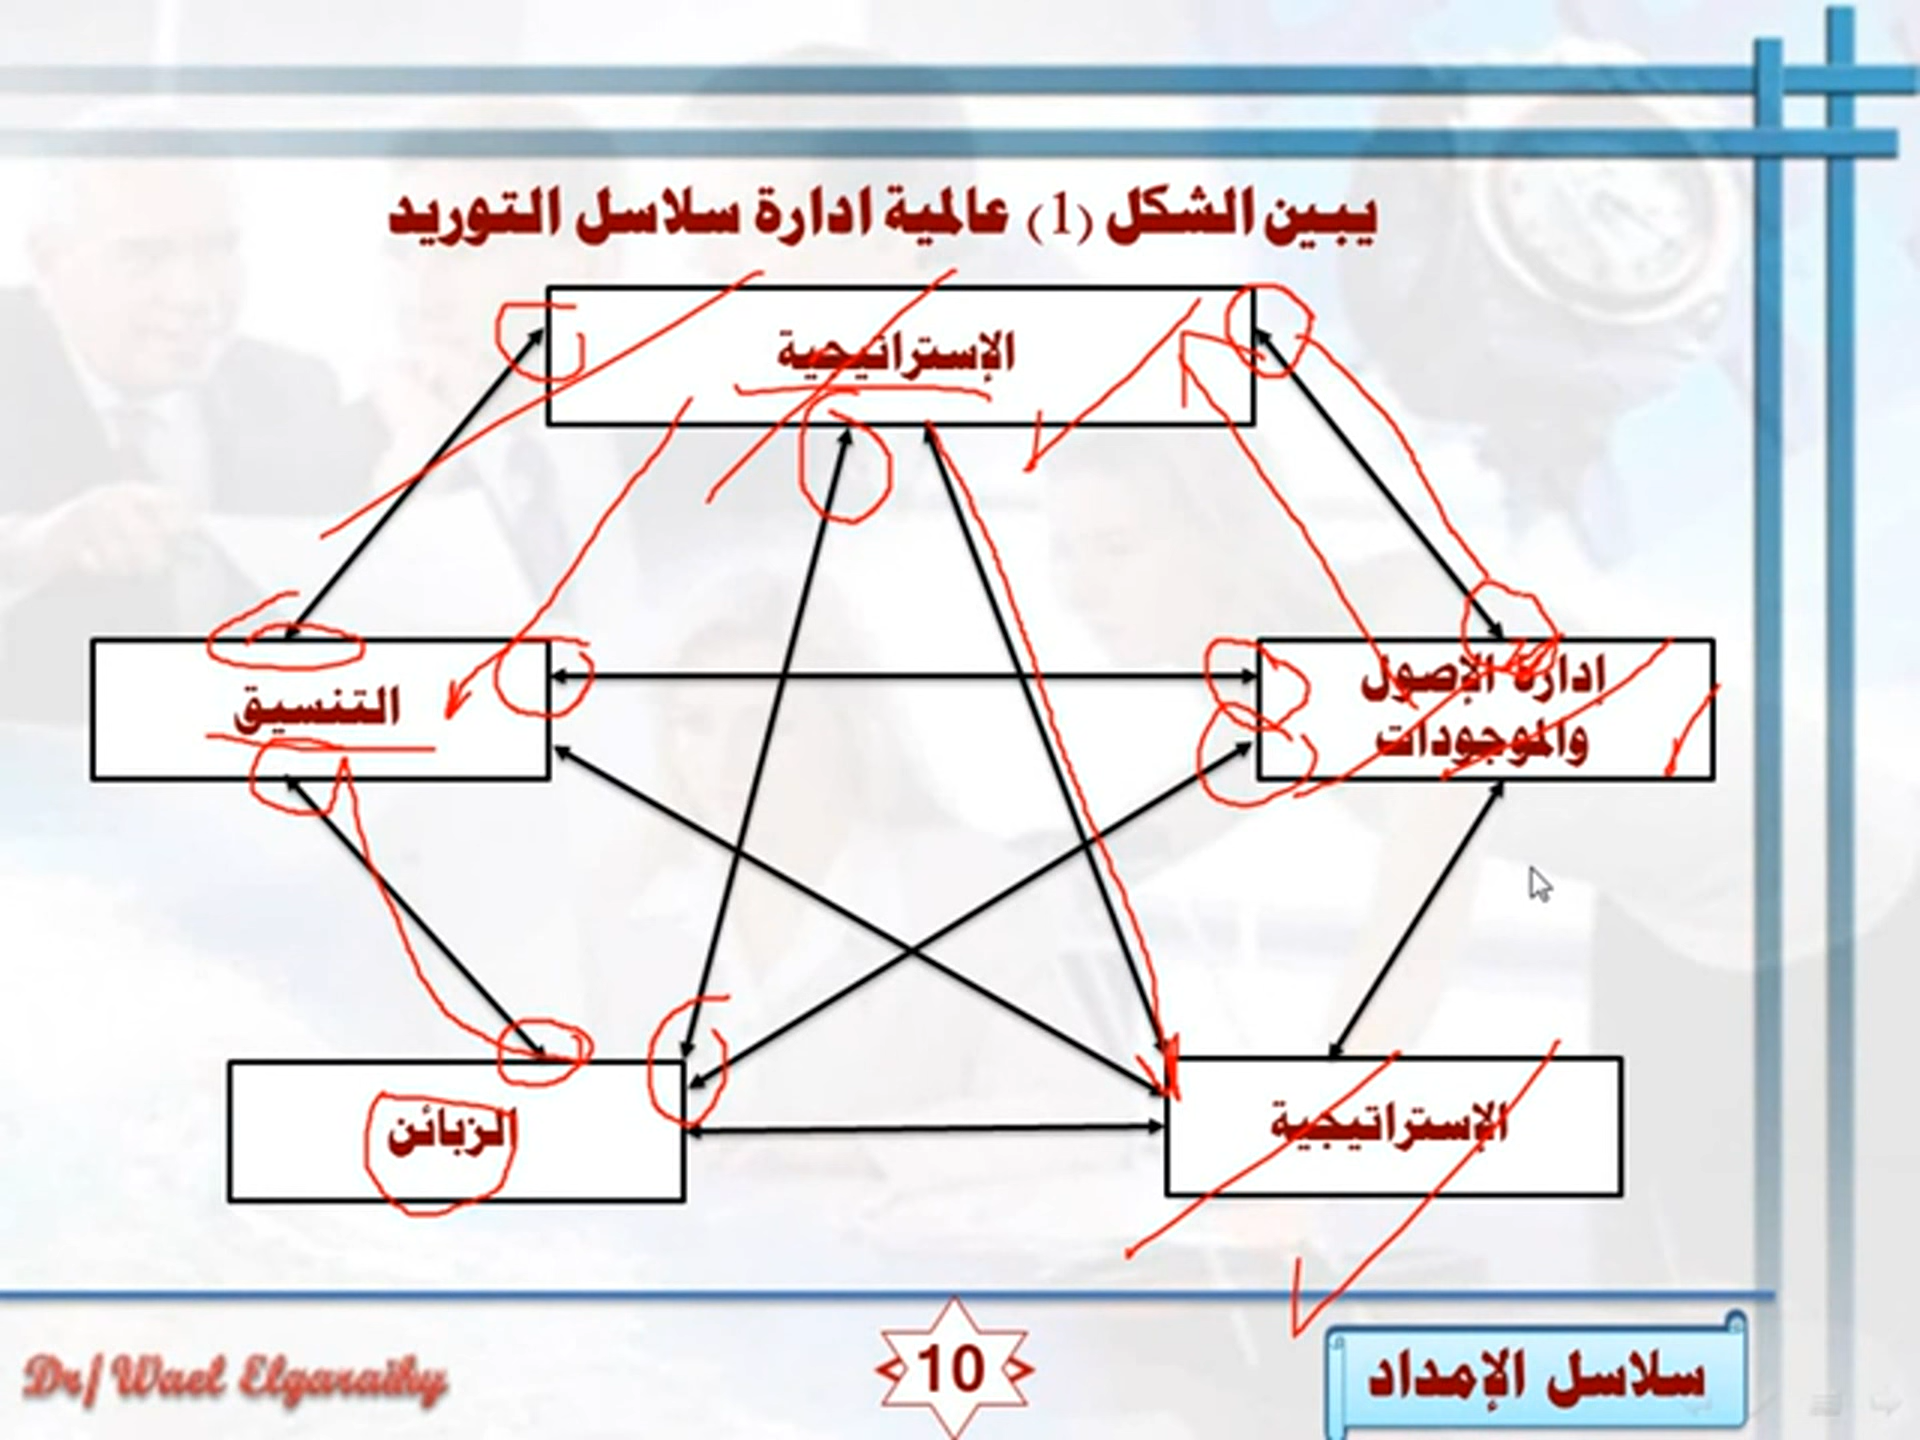 يبين الشكل (1) عالمية ادارة سلاسل التوريد
الإستراتيجية
إدارة الإصول
والموجودات
التنسيق
الإستراتيجية
الزبائن
سلاسل الإمداد
10
Dr/ Wael Elgaraihy